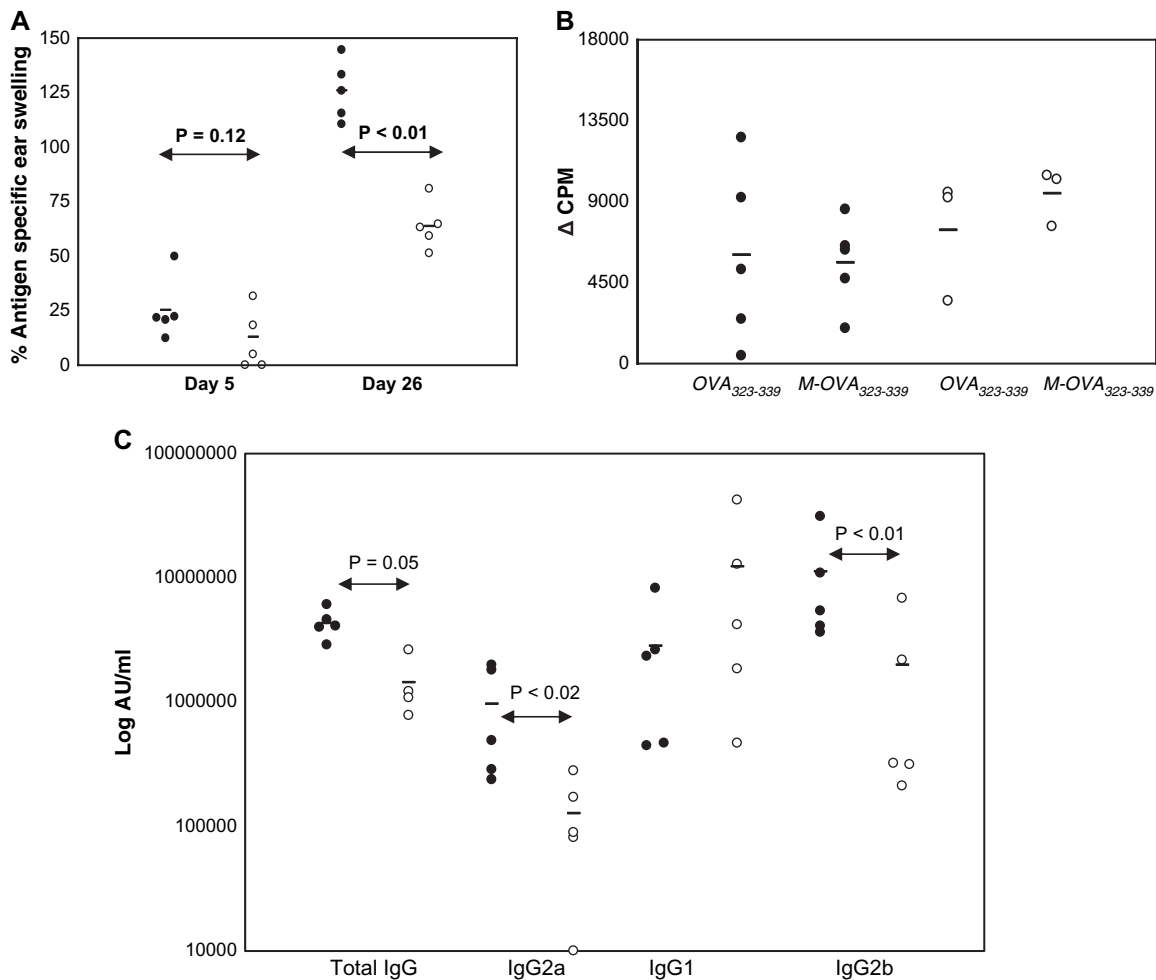 A
% Antigen specific ear swelling
150
125
100
75
50
25
0
P = 0.12
P < 0.01
Day 5
Day 26
B
Δ CPM
18000
13500
9000
4500
0
OVA323-339
M-OVA323-339
OVA323-339
M-OVA323-339
C
Log AU/ml
100000000
10000000
1000000
100000
10000
P = 0.05
P < 0.02
P < 0.01
Total IgG
IgG2a
IgG1
IgG2b